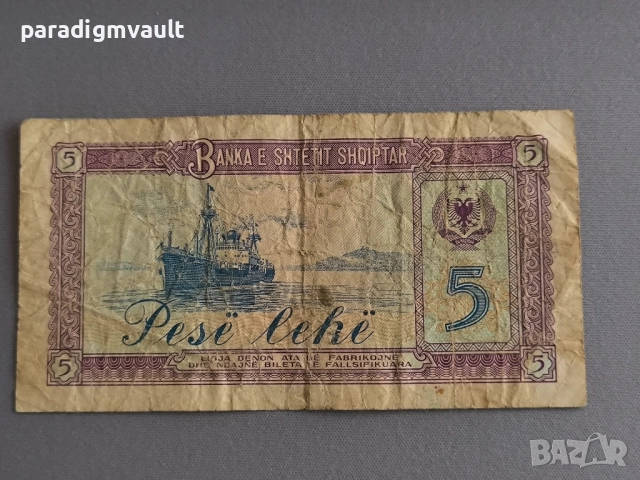 paradigmvault
5 BANKA E SHTETIT SHQIPTAR 5
5
Pesë lekë
5 LIGJA DËNON ATA QË FABRIKOJNË 5
DHE NDAJNË BILETA TË FALLSIFIKUARA
BAZAR